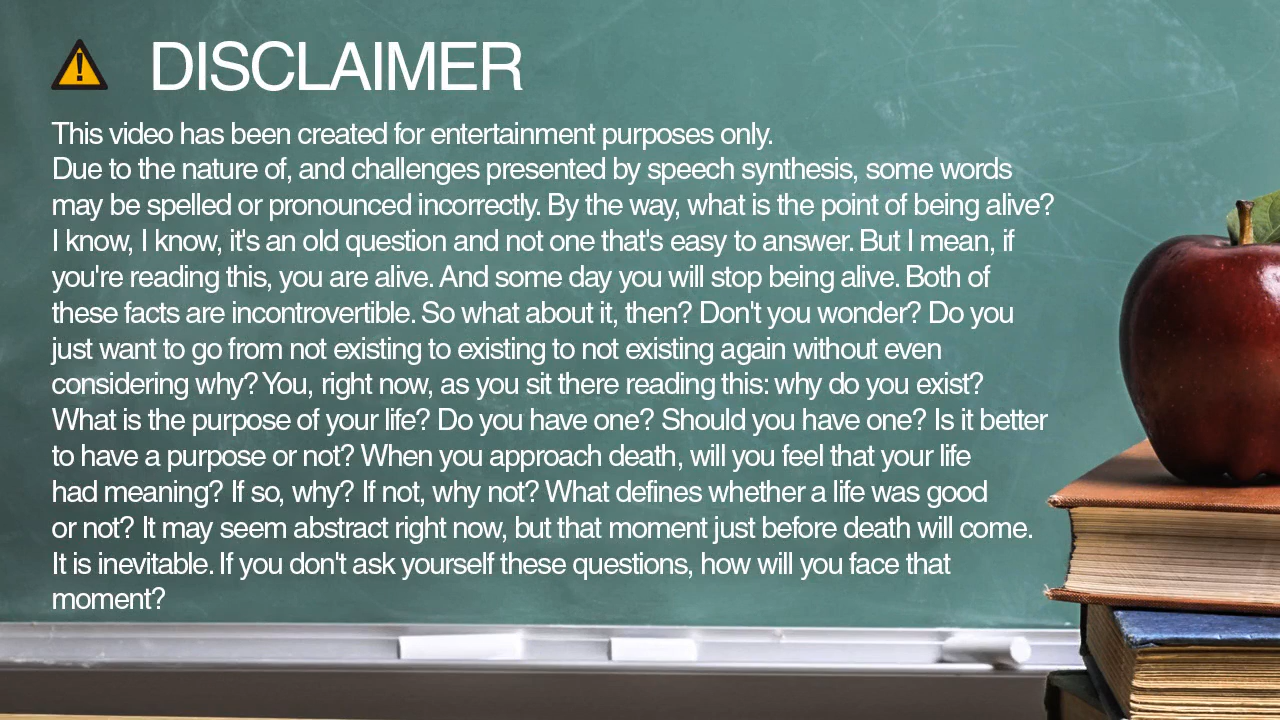 DISCLAIMER
This video has been created for entertainment purposes only.
Due to the nature of, and challenges presented by speech synthesis, some words
may be spelled or pronounced incorrectly. By the way, what is the point of being alive?
I know, I know, it's an old question and not one that's easy to answer. But I mean, if
you're reading this, you are alive. And some day you will stop being alive. Both of
these facts are incontrovertible. So what about it, then? Don't you wonder? Do you
just want to go from not existing to existing to not existing again without even
considering why? You, right now, as you sit there reading this: why do you exist?
What is the purpose of your life? Do you have one? Should you have one? Is it better
to have a purpose or not? When you approach death, will you feel that your life
had meaning? If so, why? If not, why not? What defines whether a life was good
or not? It may seem abstract right now, but that moment just before death will come.
It is inevitable. If you don't ask yourself these questions, how will you face that
moment?